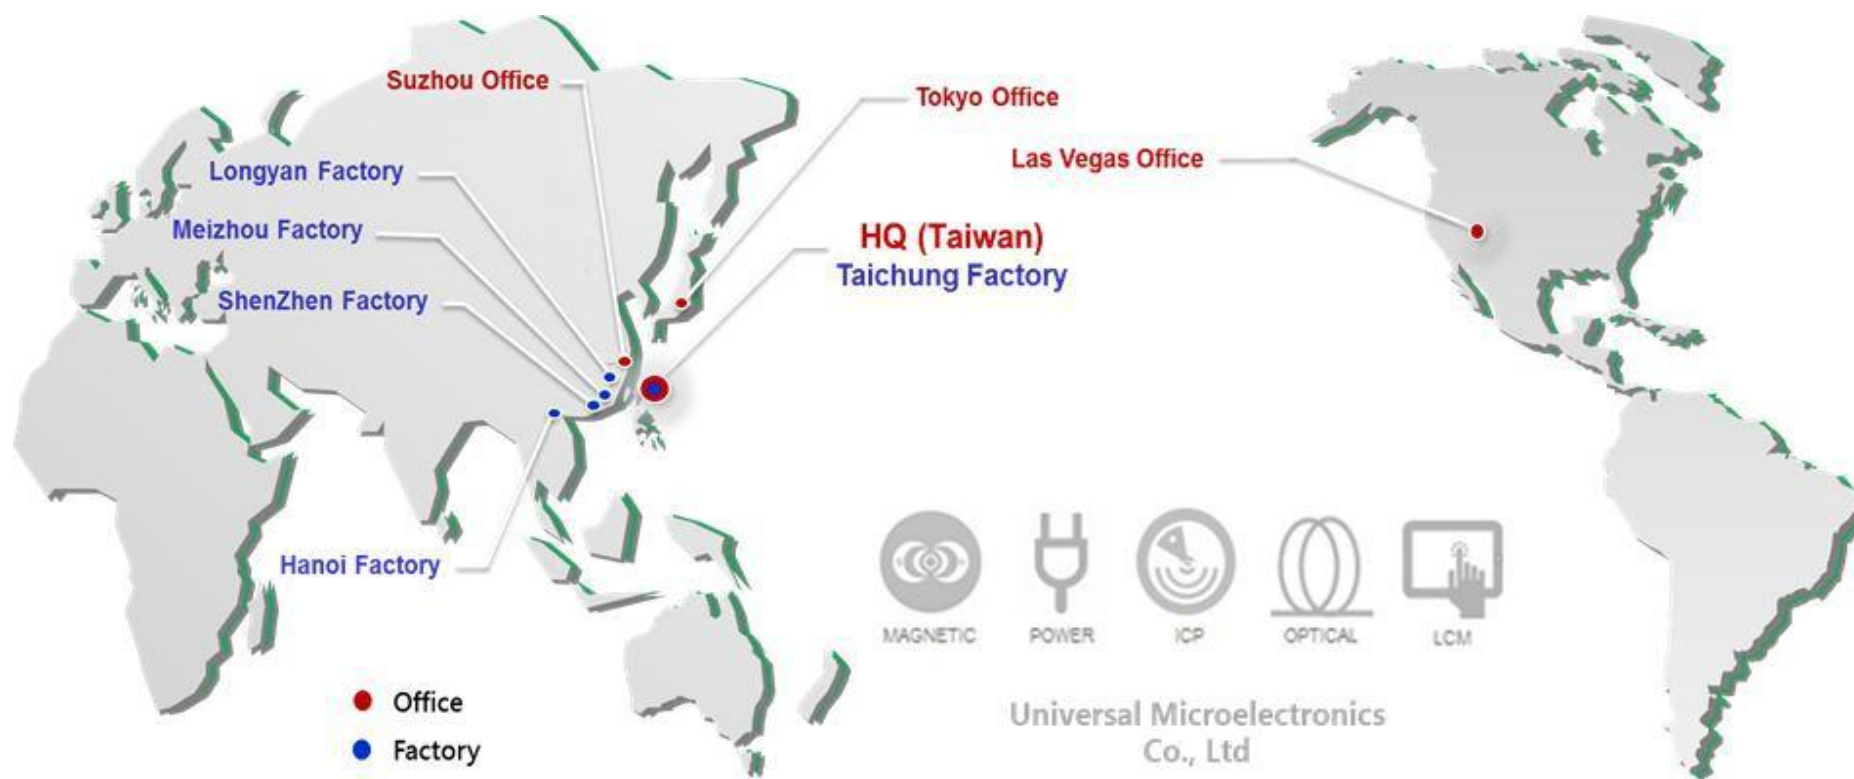 Suzhou Office
Tokyo Office
Las Vegas Office
Longyan Factory
Meizhou Factory
HQ (Taiwan)
Taichung Factory
ShenZhen Factory
Hanoi Factory
MAGNETIC
POWER
ICP
OPTICAL
LCM
Office
Factory
Universal Microelectronics
Co., Ltd